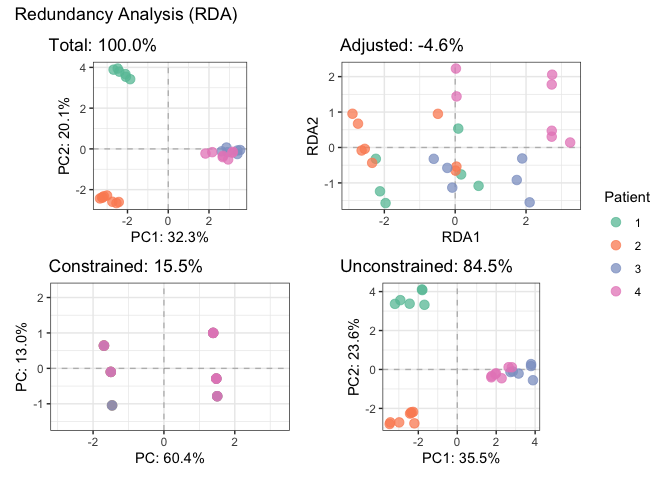 Redundancy Analysis (RDA)
Total: 100.0%
4
2
0
-2
-2
0
2
PC2: 20.1%
PC1: 32.3%
Adjusted: -4.6%
2
1
0
-1
-2
0
2
RDA2
RDA1
Constrained: 15.5%
2
1
0
-1
-2
0
2
PC: 13.0%
PC: 60.4%
Unconstrained: 84.5%
4
2
0
-2
-2
0
2
4
PC2: 23.6%
PC1: 35.5%
Patient
1
2
3
4